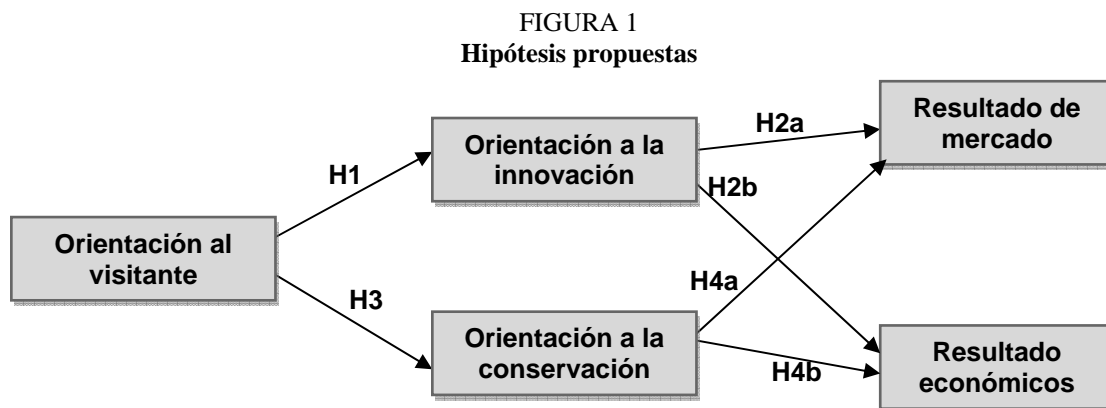 FIGURA 1
Hipótesis propuestas
Resultado de
mercado
H2a
Orientación a la
innovación
H1
H2b
Orientación al
visitante
H4a
H3
Orientación a la
conservación
H4b
Resultado
económicos